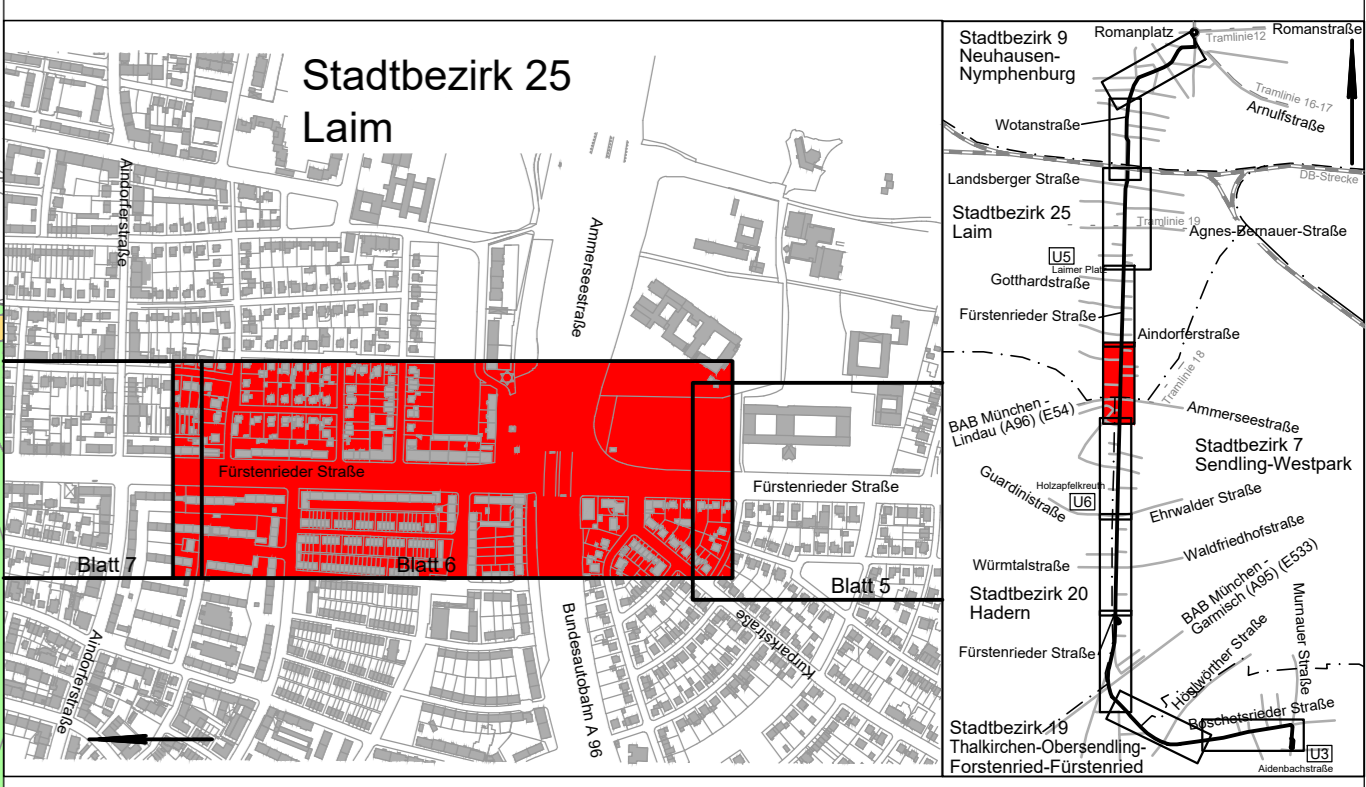 Stadtbezirk 25
Laim
Aindorferstraße
Ammerseestraße
Fürstenrieder Straße
Fürstenrieder Straße
Blatt 7
Blatt 6
Blatt 5
Aindorferstraße
Bundesautobahn A 96
Kurparkstraße
Stadtbezirk 9
Neuhausen-
Nymphenburg
Romanplatz
Tramlinie12
Romanstraße
Tramlinie 16-17
Arnulfstraße
Wotanstraße
DB-Strecke
Landsberger Straße
Stadtbezirk 25
Laim
Tramlinie 19
Agnes-Bernauer-Straße
U5
Laimer Platz
Gotthardstraße
Fürstenrieder Straße
Aindorferstraße
Tramlinie 18
BAB München -
Lindau (A96) (E54)
Ammerseestraße
Stadtbezirk 7
Sendling-Westpark
Guardinistraße
Holzapfelkreuth
U6
Ehrwalder Straße
Waldfriedhofstraße
Würmtalstraße
Stadtbezirk 20
Hadern
BAB München -
Garmisch (A95) (E533)
Murnauer Straße
Fürstenrieder Straße
Höglwörther Straße
Boschetsrieder Straße
Stadtbezirk 19
Thalkirchen-Obersendling-
Forstenried-Fürstenried
U3
Aidenbachstraße